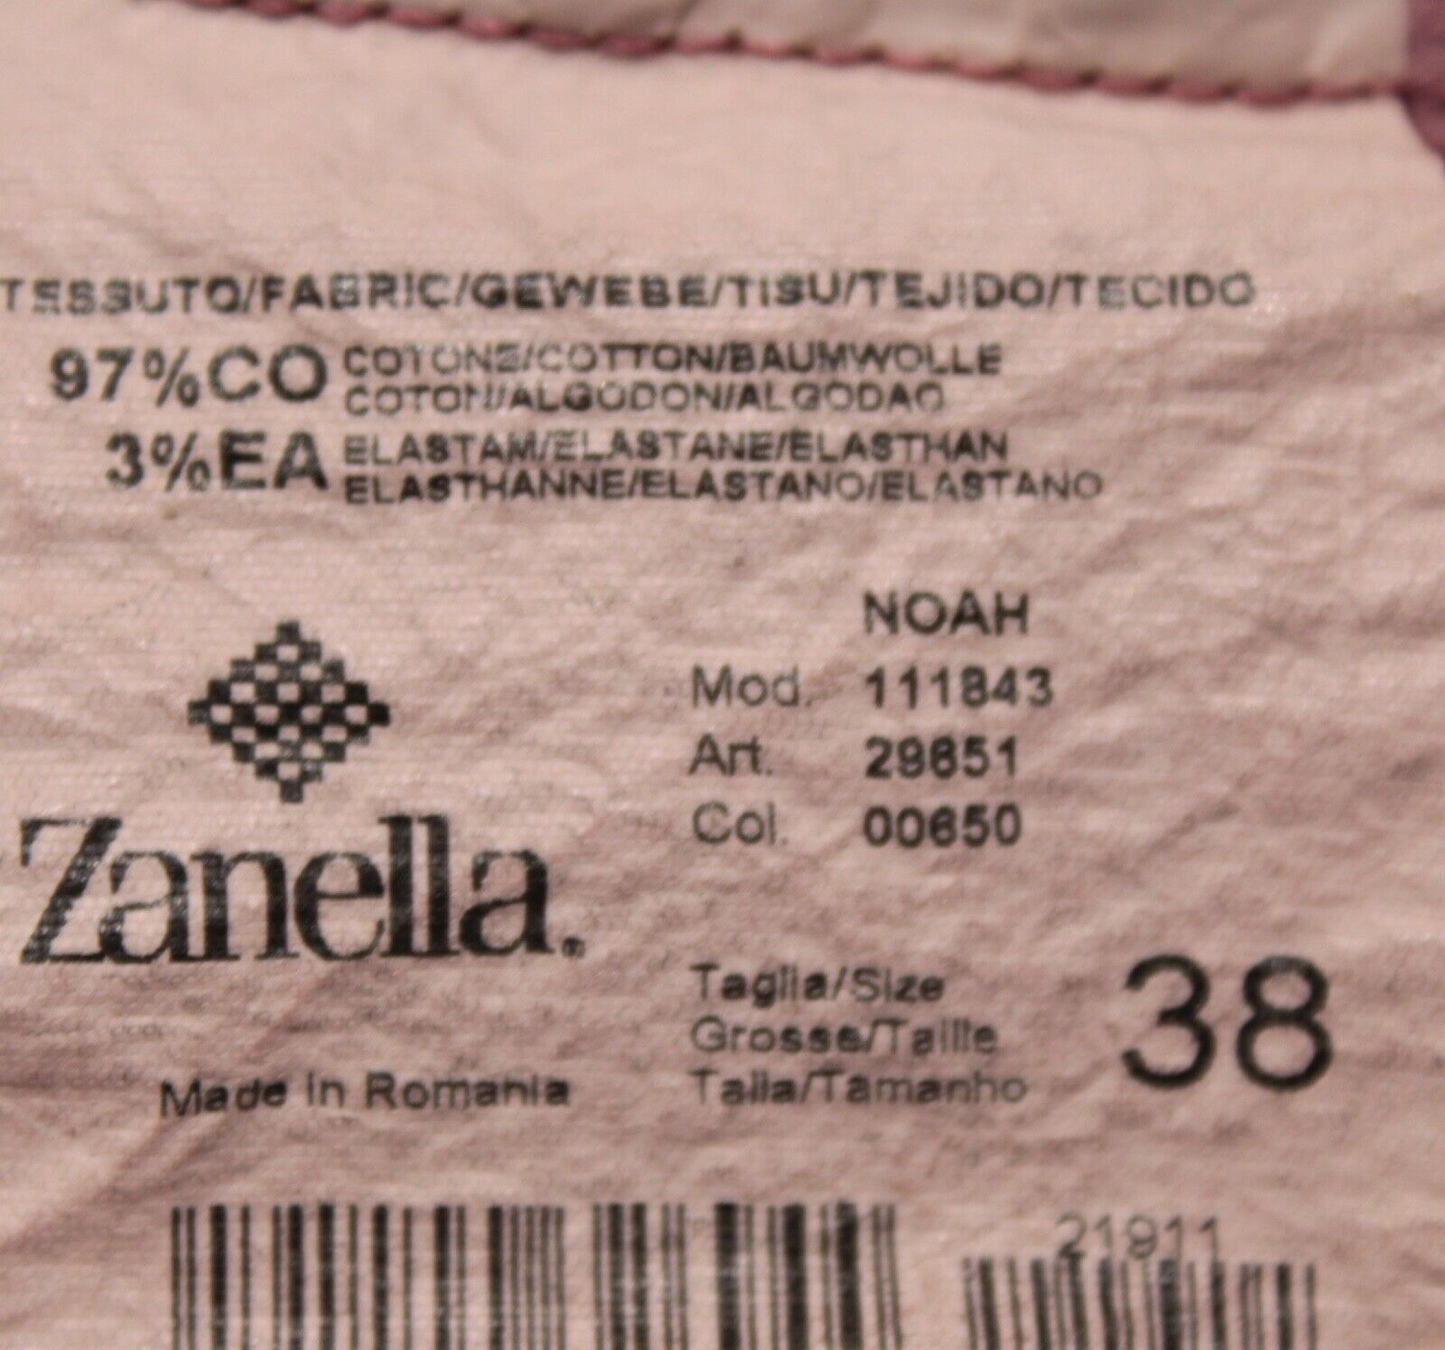 TESSUTO/FABRIC/GEWEBE/TISU/TEJIDO/TECIDO
97%CO COTONE/COTTON/BAUMWOLLE
COTON/ALGODON/ALGODAO
3%EA ELASTAM/ELASTANE/ELASTHAN
ELASTHANNE/ELASTANO/ELASTANO
NOAH
Mod. 111843
Art. 29651
Col. 00650
Zanella®
Taglia/Size
Grosse/Taille
Talla/Tamanho
38
Made in Romania
21911